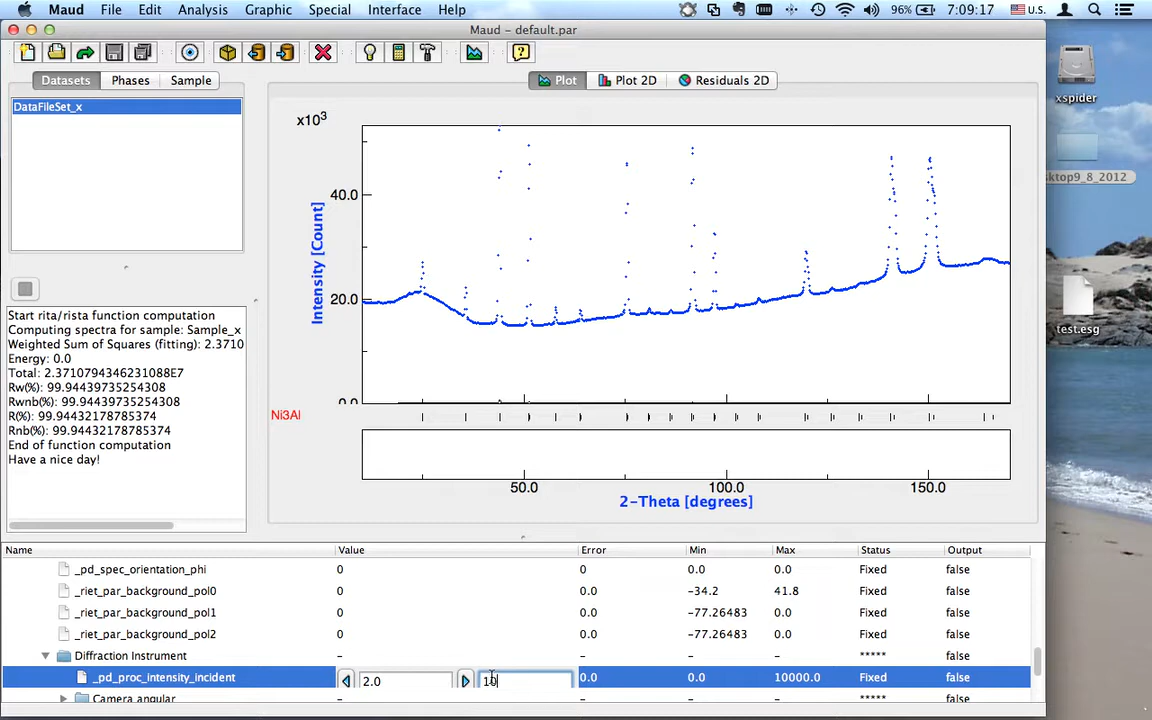 Maud File Edit Analysis Graphic Special Interface Help 96% 7:09:17 U.S.
Maud – default.par
Datasets Phases Sample
Plot Plot 2D Residuals 2D
DataFileSet_x
xspider
sktop9_8_2012
test.esg
x10³
40.0
20.0
0.0
Intensity [Count]
Ni3Al
50.0 100.0 150.0
2-Theta [degrees]
Start rita/rista function computation
Computing spectra for sample: Sample_x
Weighted Sum of Squares (fitting): 2.3710
Energy: 0.0
Total: 2.3710794346231088E7
Rw(%): 99.94439735254308
Rwnb(%): 99.94439735254308
R(%): 99.94432178785374
Rnb(%): 99.94432178785374
End of function computation
Have a nice day!
Name Value Error Min Max Status Output
_pd_spec_orientation_phi 0 0 0.0 0.0 Fixed false
_riet_par_background_pol0 0 0.0 -34.2 41.8 Fixed false
_riet_par_background_pol1 0 0.0 -77.26483 0.0 Fixed false
_riet_par_background_pol2 0 0.0 -77.26483 0.0 Fixed false
Diffraction Instrument – – – – ***** –
_pd_proc_intensity_incident 2.0 10 0.0 0.0 10000.0 Fixed false
Camera angular – – – – ***** –